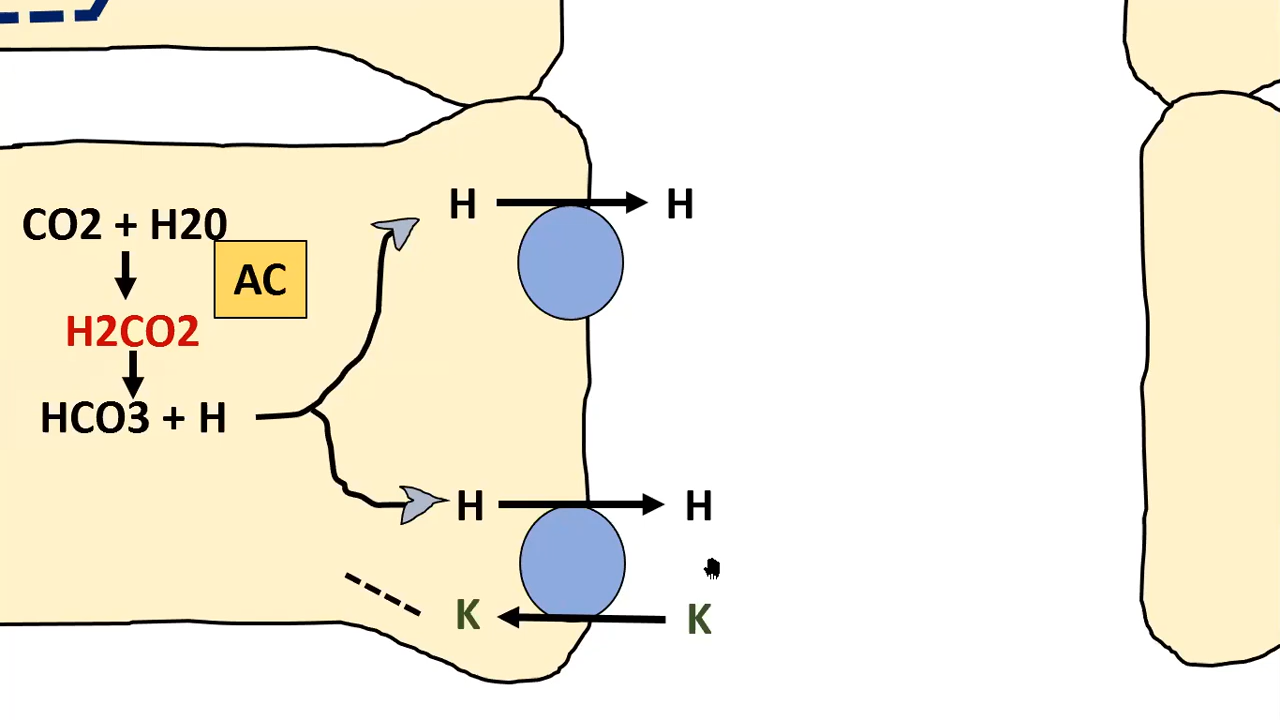 H H
CO2 + H20
AC
H2CO2
HCO3 + H
H H
K K